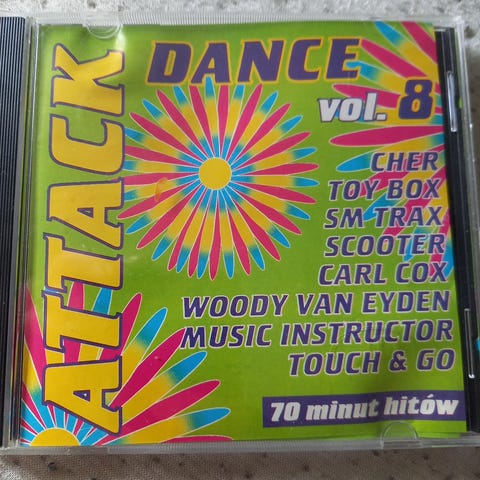 ATTACK
DANCE
vol. 8
CHER
TOY BOX
SM TRAX
SCOOTER
CARL COX
WOODY VAN EYDEN
MUSIC INSTRUCTOR
TOUCH & GO
70 minut hitów